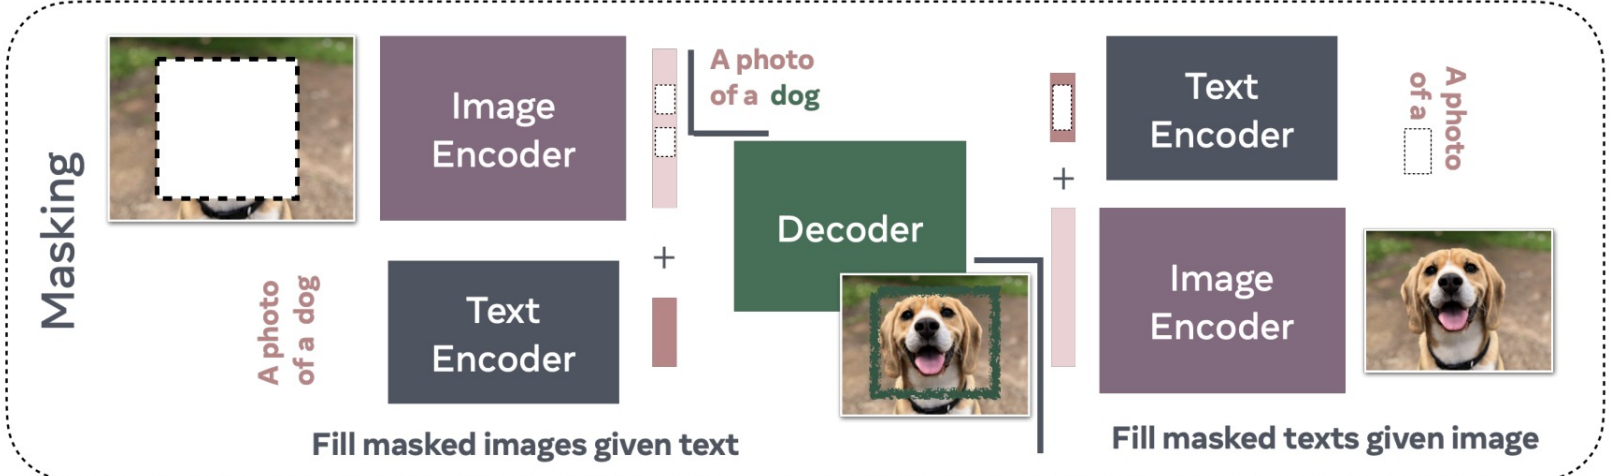 Masking
A photo
of a dog
Image
Encoder
Text
Encoder
+
Fill masked images given text
A photo
of a dog
Decoder
Text
Encoder
+
Image
Encoder
A photo
of a
Fill masked texts given image